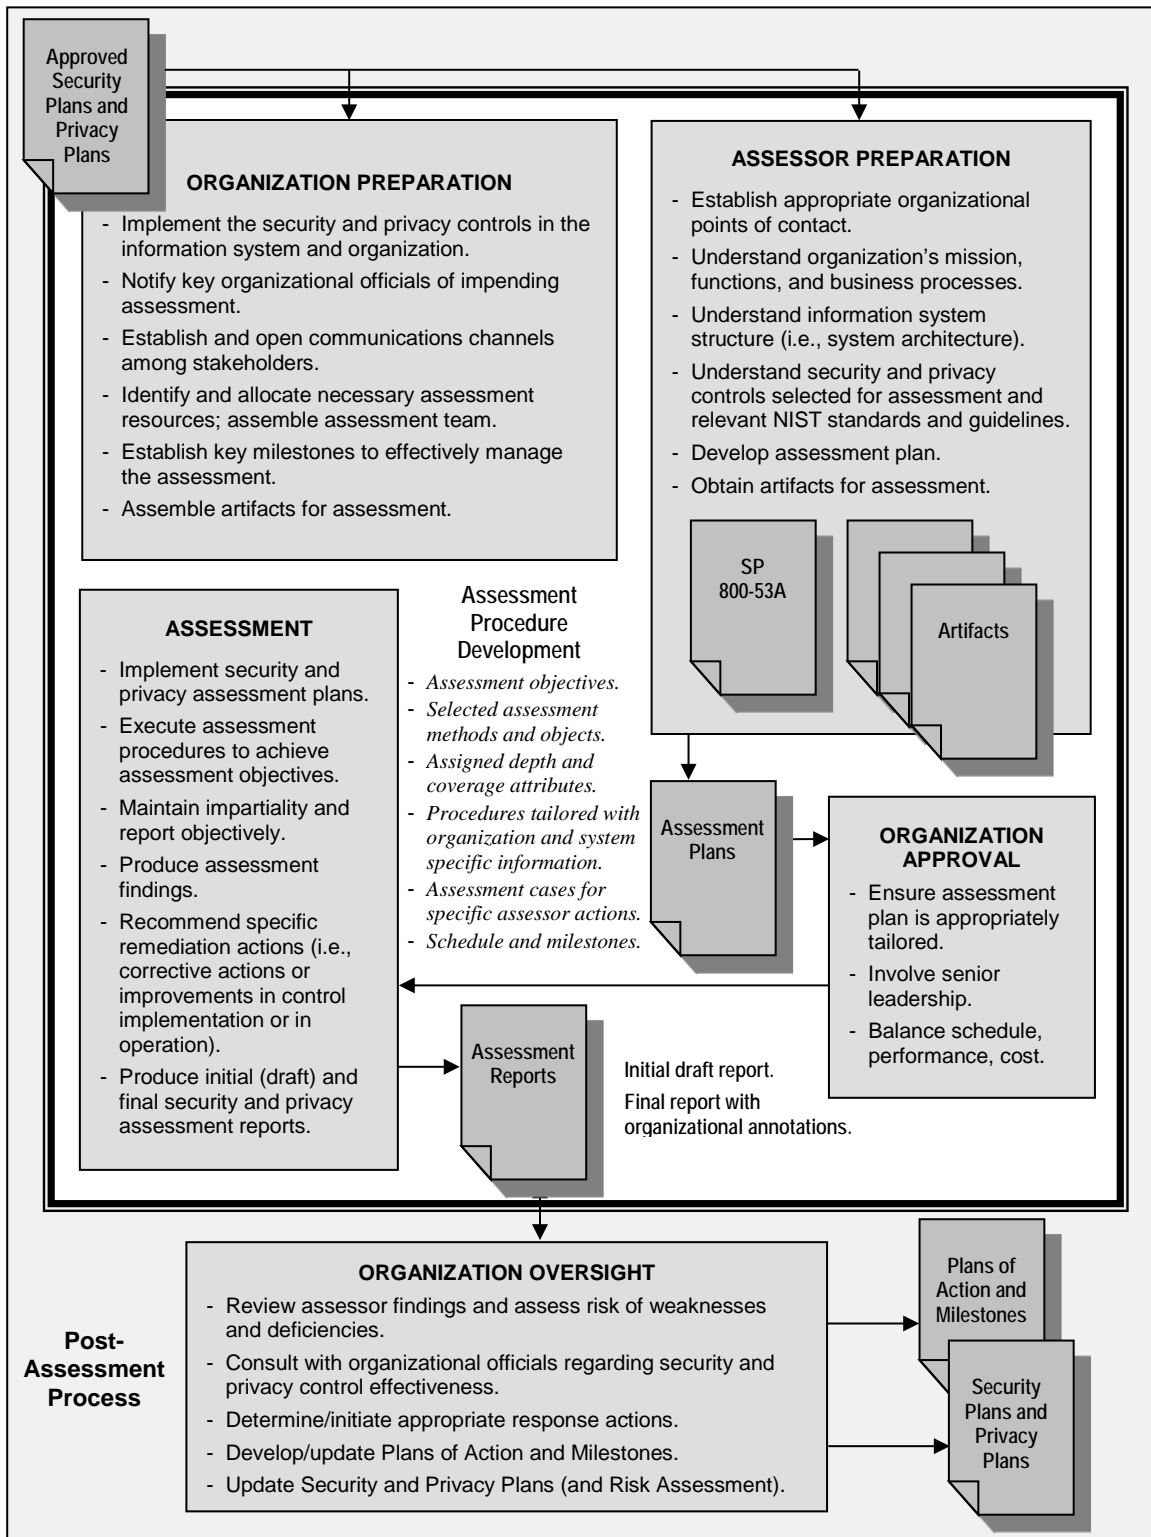 Approved
Security
Plans and
Privacy
Plans
ORGANIZATION PREPARATION
- Implement the security and privacy controls in the
information system and organization.
- Notify key organizational officials of impending
assessment.
- Establish and open communications channels
among stakeholders.
- Identify and allocate necessary assessment
resources; assemble assessment team.
- Establish key milestones to effectively manage
the assessment.
- Assemble artifacts for assessment.
ASSESSOR PREPARATION
- Establish appropriate organizational
points of contact.
- Understand organization’s mission,
functions, and business processes.
- Understand information system
structure (i.e., system architecture).
- Understand security and privacy
controls selected for assessment and
relevant NIST standards and guidelines.
- Develop assessment plan.
- Obtain artifacts for assessment.
SP
800-53A
Artifacts
ASSESSMENT
- Implement security and
privacy assessment plans.
- Execute assessment
procedures to achieve
assessment objectives.
- Maintain impartiality and
report objectively.
- Produce assessment
findings.
- Recommend specific
remediation actions (i.e.,
corrective actions or
improvements in control
implementation or in
operation).
- Produce initial (draft) and
final security and privacy
assessment reports.
Assessment
Procedure
Development
- Assessment objectives.
- Selected assessment
methods and objects.
- Assigned depth and
coverage attributes.
- Procedures tailored with
organization and system
specific information.
- Assessment cases for
specific assessor actions.
- Schedule and milestones.
Assessment
Plans
ORGANIZATION
APPROVAL
- Ensure assessment
plan is appropriately
tailored.
- Involve senior
leadership.
- Balance schedule,
performance, cost.
Assessment
Reports
Initial draft report.
Final report with
organizational annotations.
Post-
Assessment
Process
ORGANIZATION OVERSIGHT
- Review assessor findings and assess risk of weaknesses
and deficiencies.
- Consult with organizational officials regarding security and
privacy control effectiveness.
- Determine/initiate appropriate response actions.
- Develop/update Plans of Action and Milestones.
- Update Security and Privacy Plans (and Risk Assessment).
Plans of
Action and
Milestones
Security
Plans and
Privacy
Plans